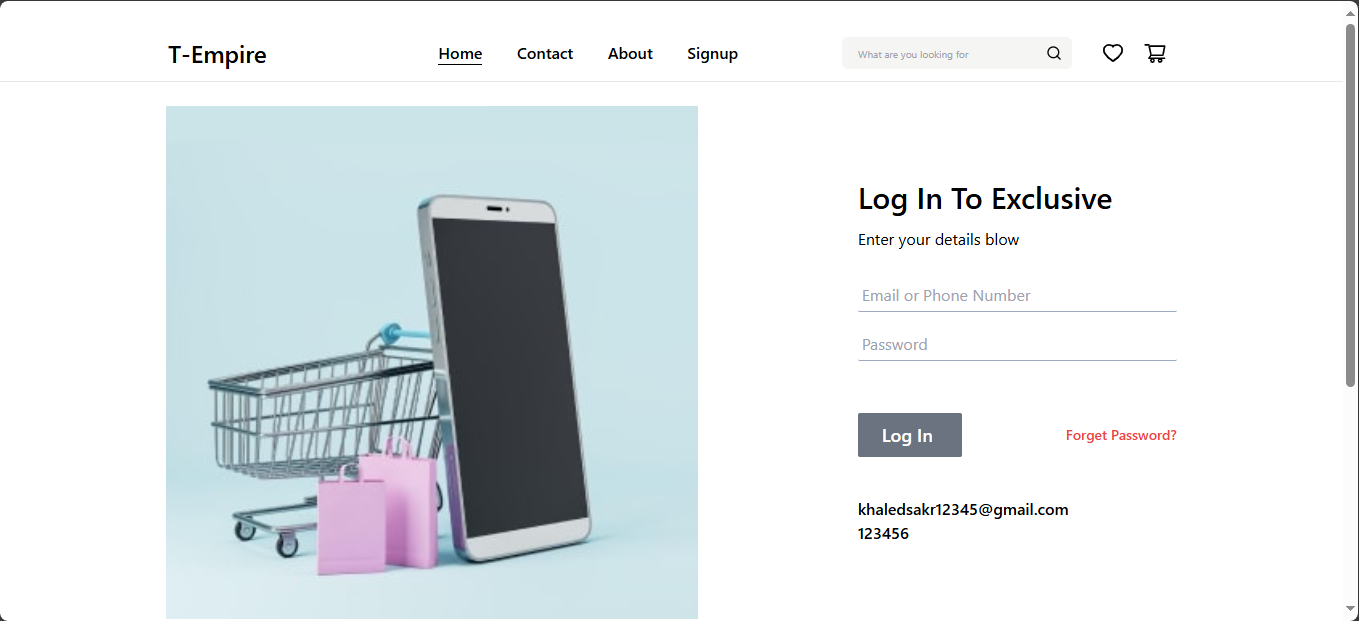 T-Empire
Home Contact About Signup
What are you looking for
Log In To Exclusive
Enter your details blow
Email or Phone Number
Password
Log In
Forget Password?
khaledsakr12345@gmail.com
123456